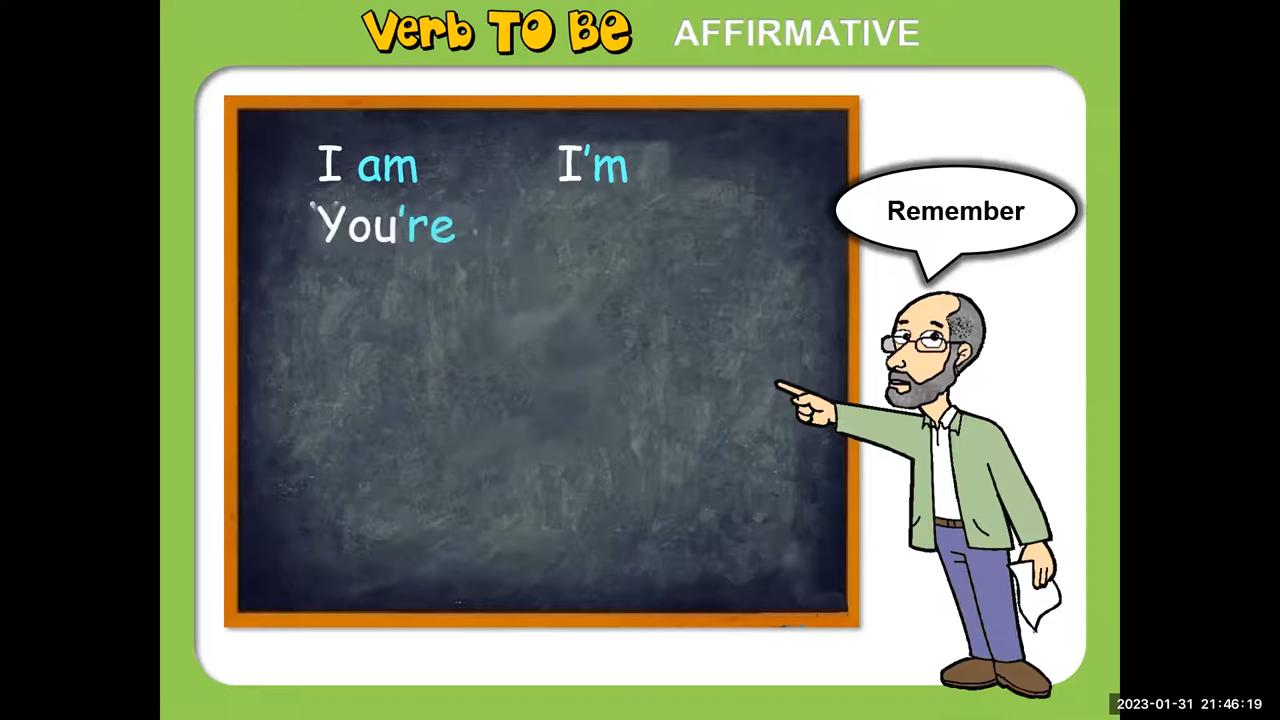 Verb TO Be AFFIRMATIVE
I am I'm
You're
Remember
2023-01-31 21:46:19